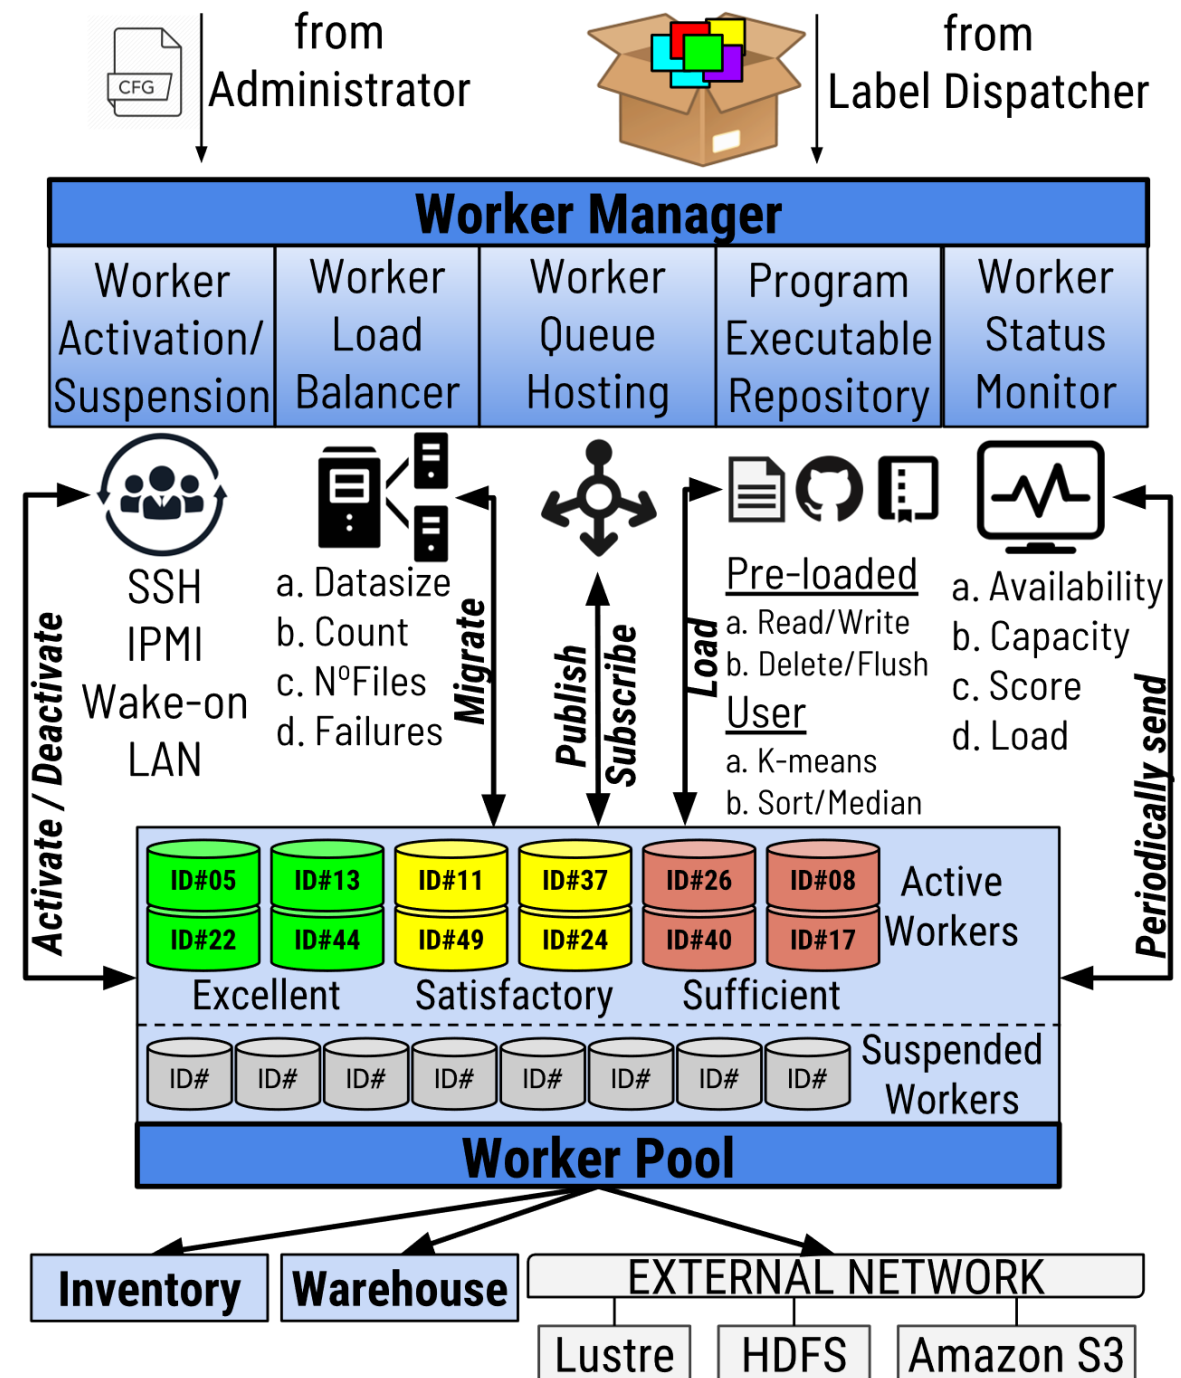 from
Administrator
CFG
from
Label Dispatcher
Worker Manager
Worker
Activation/
Suspension
Worker
Load
Balancer
Worker
Queue
Hosting
Program
Executable
Repository
Worker
Status
Monitor
Activate / Deactivate
SSH
IPMI
Wake-on
LAN
a. Datasize
b. Count
c. NºFiles
d. Failures
Migrate
Publish
Subscribe
Load
Pre-loaded
a. Read/Write
b. Delete/Flush
User
a. K-means
b. Sort/Median
a. Availability
b. Capacity
c. Score
d. Load
Periodically send
ID#05 ID#13 ID#11 ID#37 ID#26 ID#08
ID#22 ID#44 ID#49 ID#24 ID#40 ID#17
Active
Workers
Excellent Satisfactory Sufficient
ID# ID# ID# ID# ID# ID# ID# ID#
Suspended
Workers
Worker Pool
Inventory
Warehouse
EXTERNAL NETWORK
Lustre
HDFS
Amazon S3